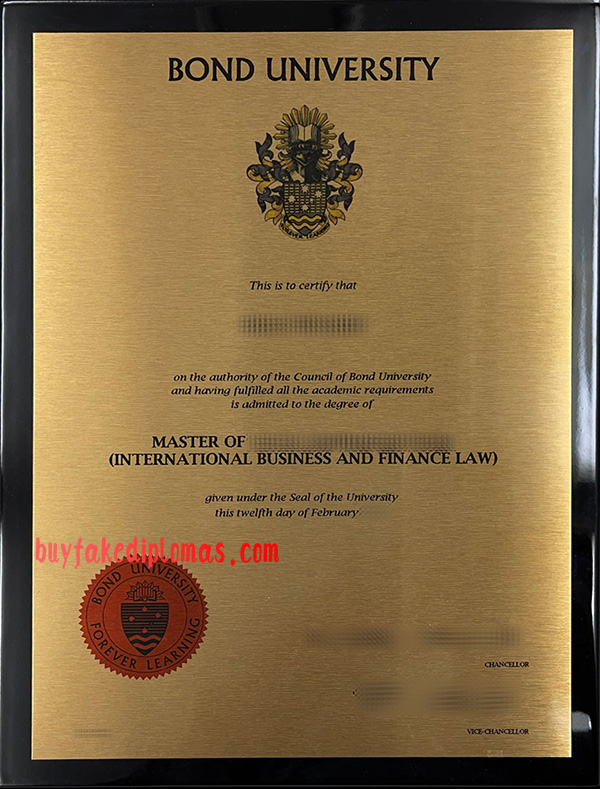 BOND UNIVERSITY
FOREVER LEARNING
This is to certify that
on the authority of the Council of Bond University
and having fulfilled all the academic requirements
is admitted to the degree of
MASTER OF
(INTERNATIONAL BUSINESS AND FINANCE LAW)
given under the Seal of the University
this twelfth day of February
buyfakediplomas.com
BOND UNIVERSITY
FOREVER LEARNING
CHANCELLOR
VICE-CHANCELLOR